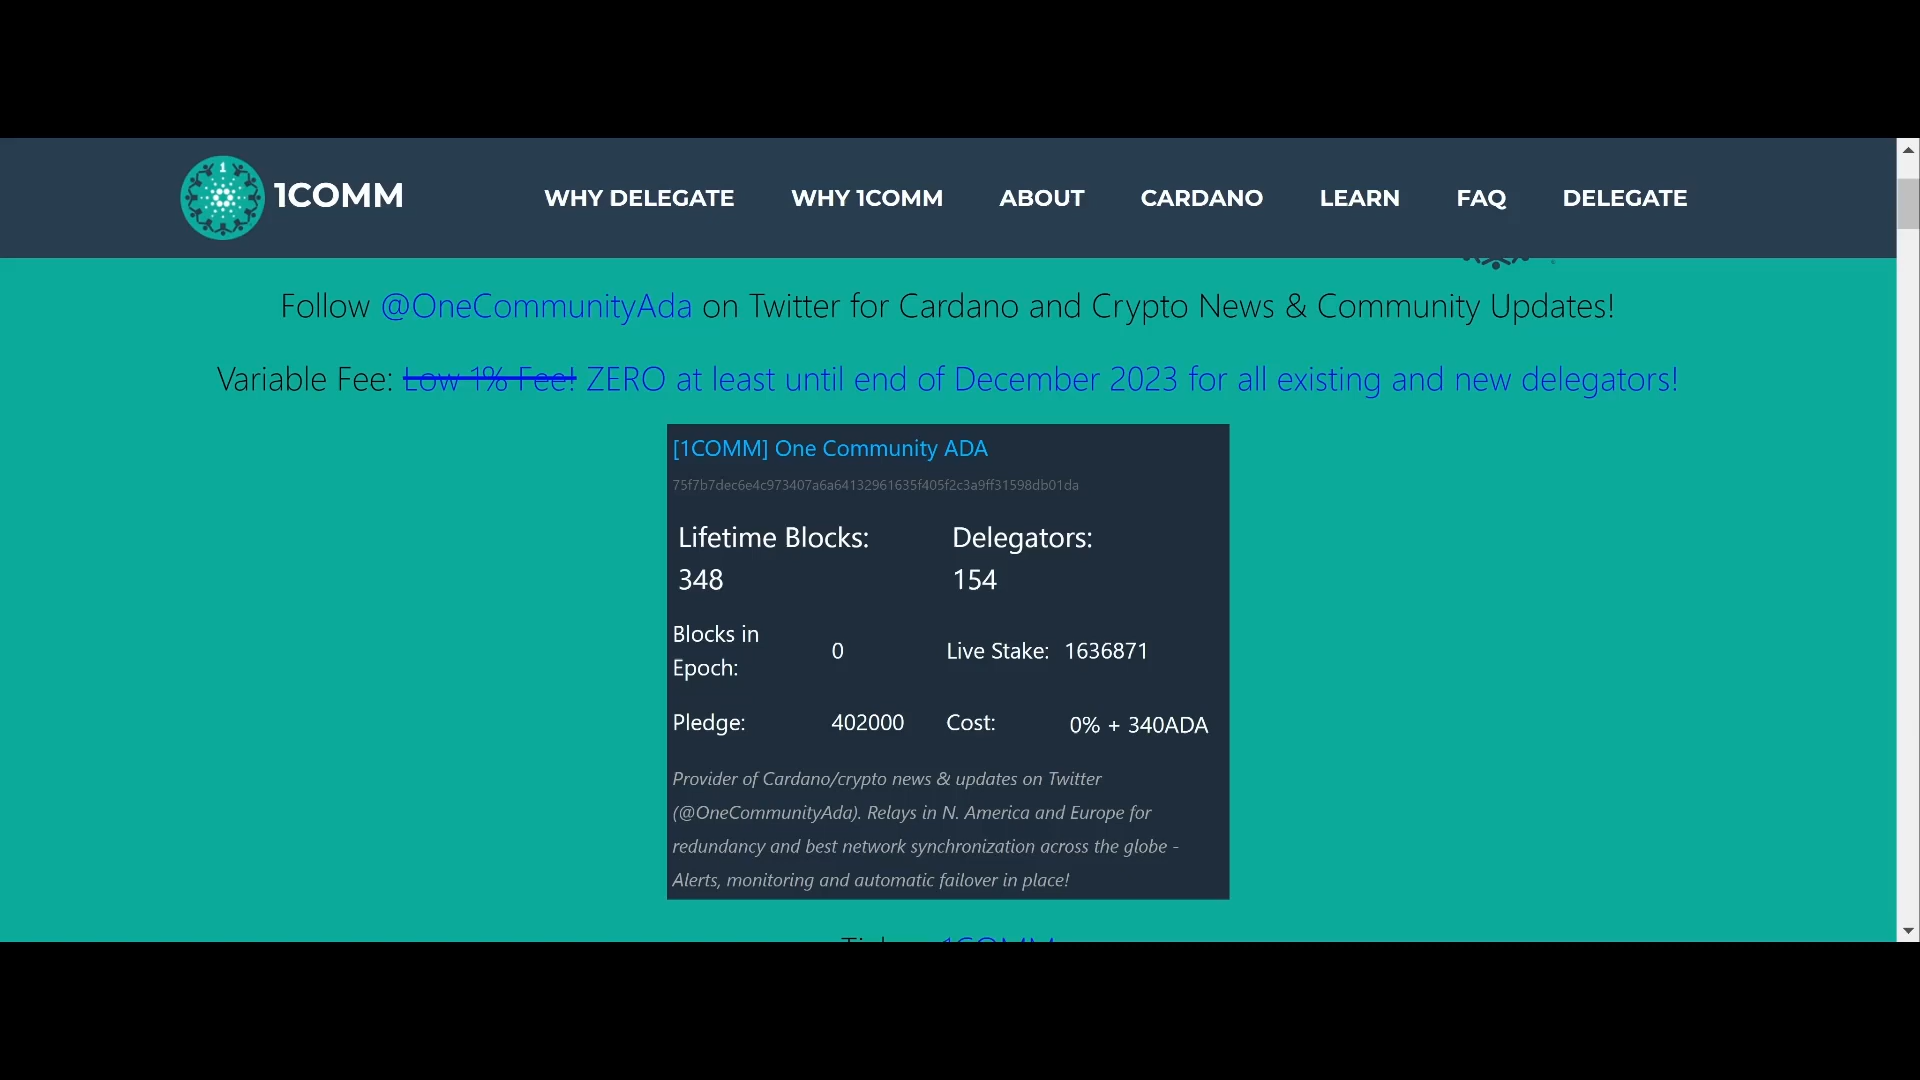 1COMM
WHY DELEGATE WHY 1COMM ABOUT CARDANO LEARN FAQ DELEGATE
Follow @OneCommunityAda on Twitter for Cardano and Crypto News & Community Updates!
Variable Fee: Low 1% Fee! ZERO at least until end of December 2023 for all existing and new delegators!
[1COMM] One Community ADA
75f7b7dec6e4c973407a6a64132961635f405f2c3a9ff31598db01da
Lifetime Blocks: Delegators:
348 154
Blocks in
Epoch: 0 Live Stake: 1636871
Pledge: 402000 Cost: 0% + 340ADA
Provider of Cardano/crypto news & updates on Twitter
(@OneCommunityAda). Relays in N. America and Europe for
redundancy and best network synchronization across the globe -
Alerts, monitoring and automatic failover in place!